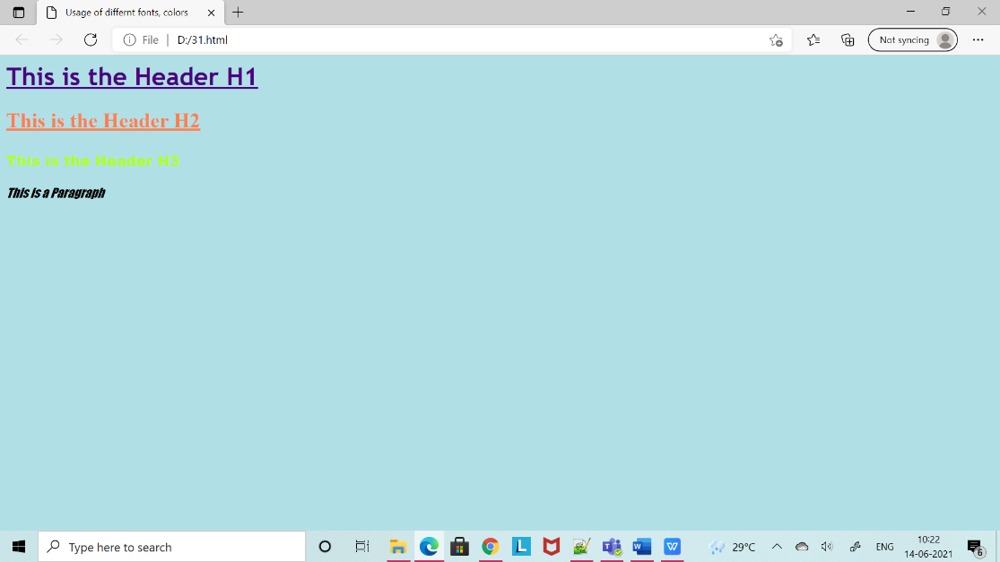 Usage of differnt fonts, colors
File
D:/31.html
Not syncing
This is the Header H1
This is the Header H2
This is the Header H3
This is a Paragraph
Type here to search
L
W
W
29°C
ENG
10:22
14-06-2021
6